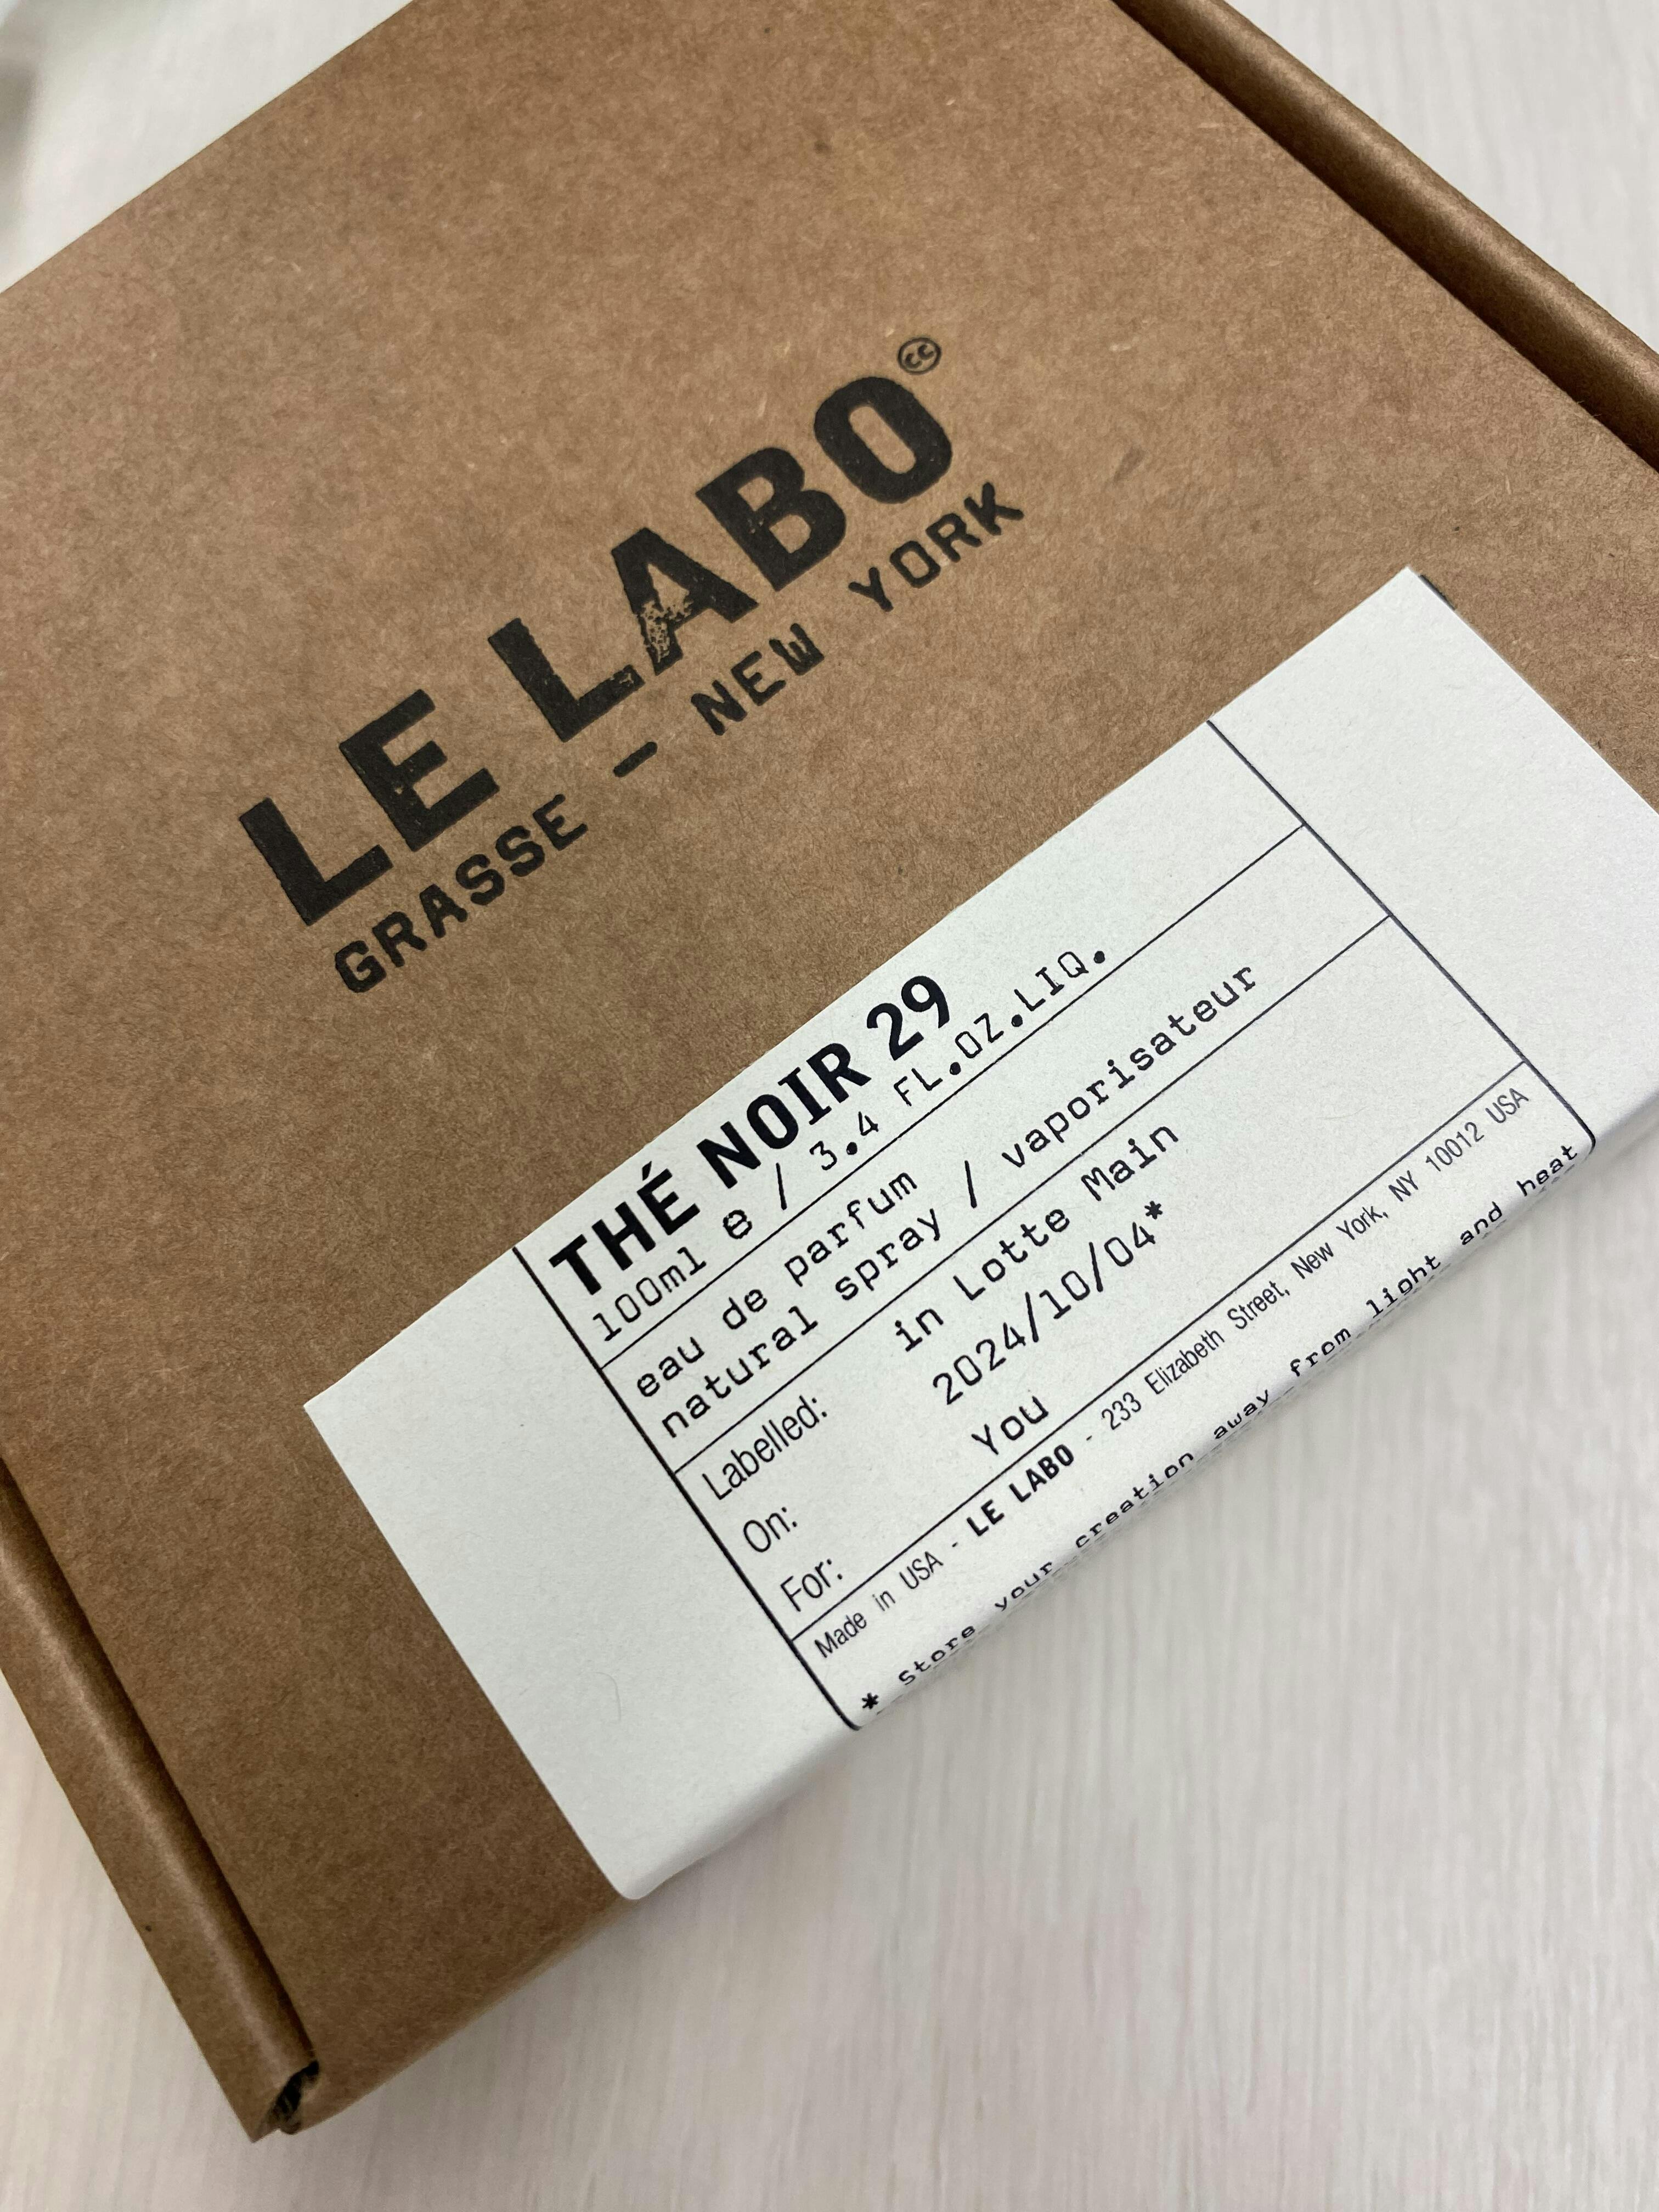 LE LABO
GRASSE — NEW YORK
THÉ NOIR 29
100ml e / 3.4 FL.OZ.LIQ.
eau de parfum
natural spray / vaporisateur
Labelled: in Lotte Main
On: 2024/10/04*
For: You
Made in USA - LE LABO - 233 Elizabeth Street, New York, NY 10012 USA
* Store your creation away from light and heat